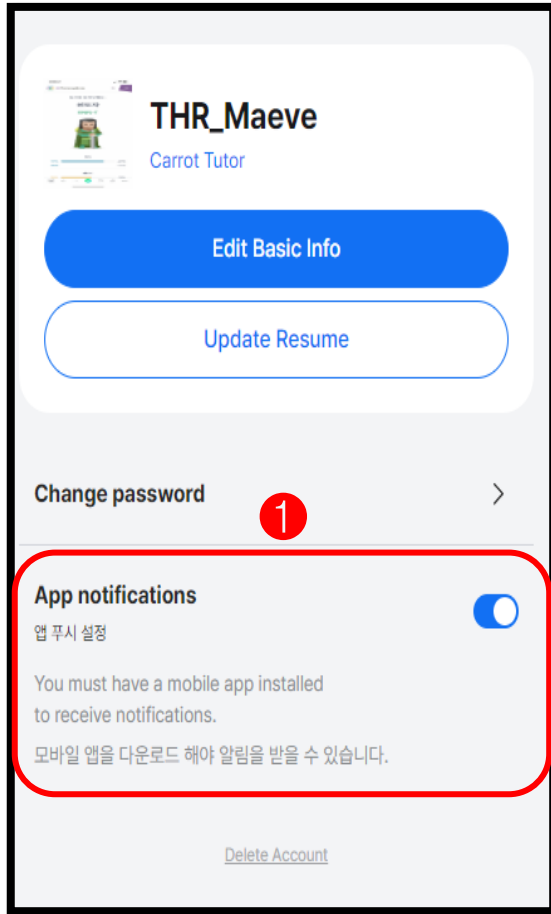 THR_Maeve
Carrot Tutor
Edit Basic Info
Update Resume
Change password
1
App notifications
앱 푸시 설정
You must have a mobile app installed
to receive notifications.
모바일 앱을 다운로드 해야 알림을 받을 수 있습니다.
Delete Account